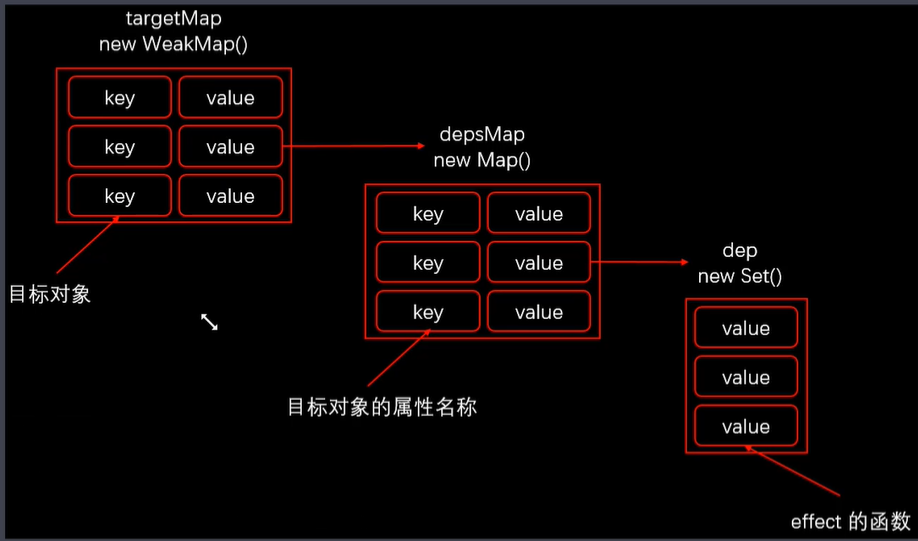 targetMap
new WeakMap()
key value
key value
key value
目标对象
depsMap
new Map()
key value
key value
key value
目标对象的属性名称
dep
new Set()
value
value
value
effect 的函数